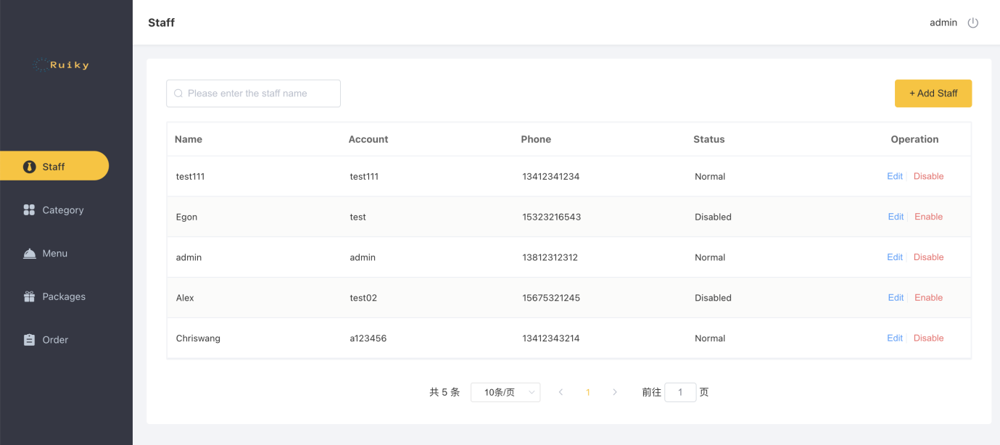 Staff
admin
Ruiky
Please enter the staff name
+ Add Staff
Name Account Phone Status Operation
Staff
test111 test111 13412341234 Normal Edit Disable
Category
Egon test 15323216543 Disabled Edit Enable
Menu
admin admin 13812312312 Normal Edit Disable
Packages
Alex test02 15675321245 Disabled Edit Enable
Order
Chriswang a123456 13412343214 Normal Edit Disable
共 5 条 10条/页 1 前往 1 页